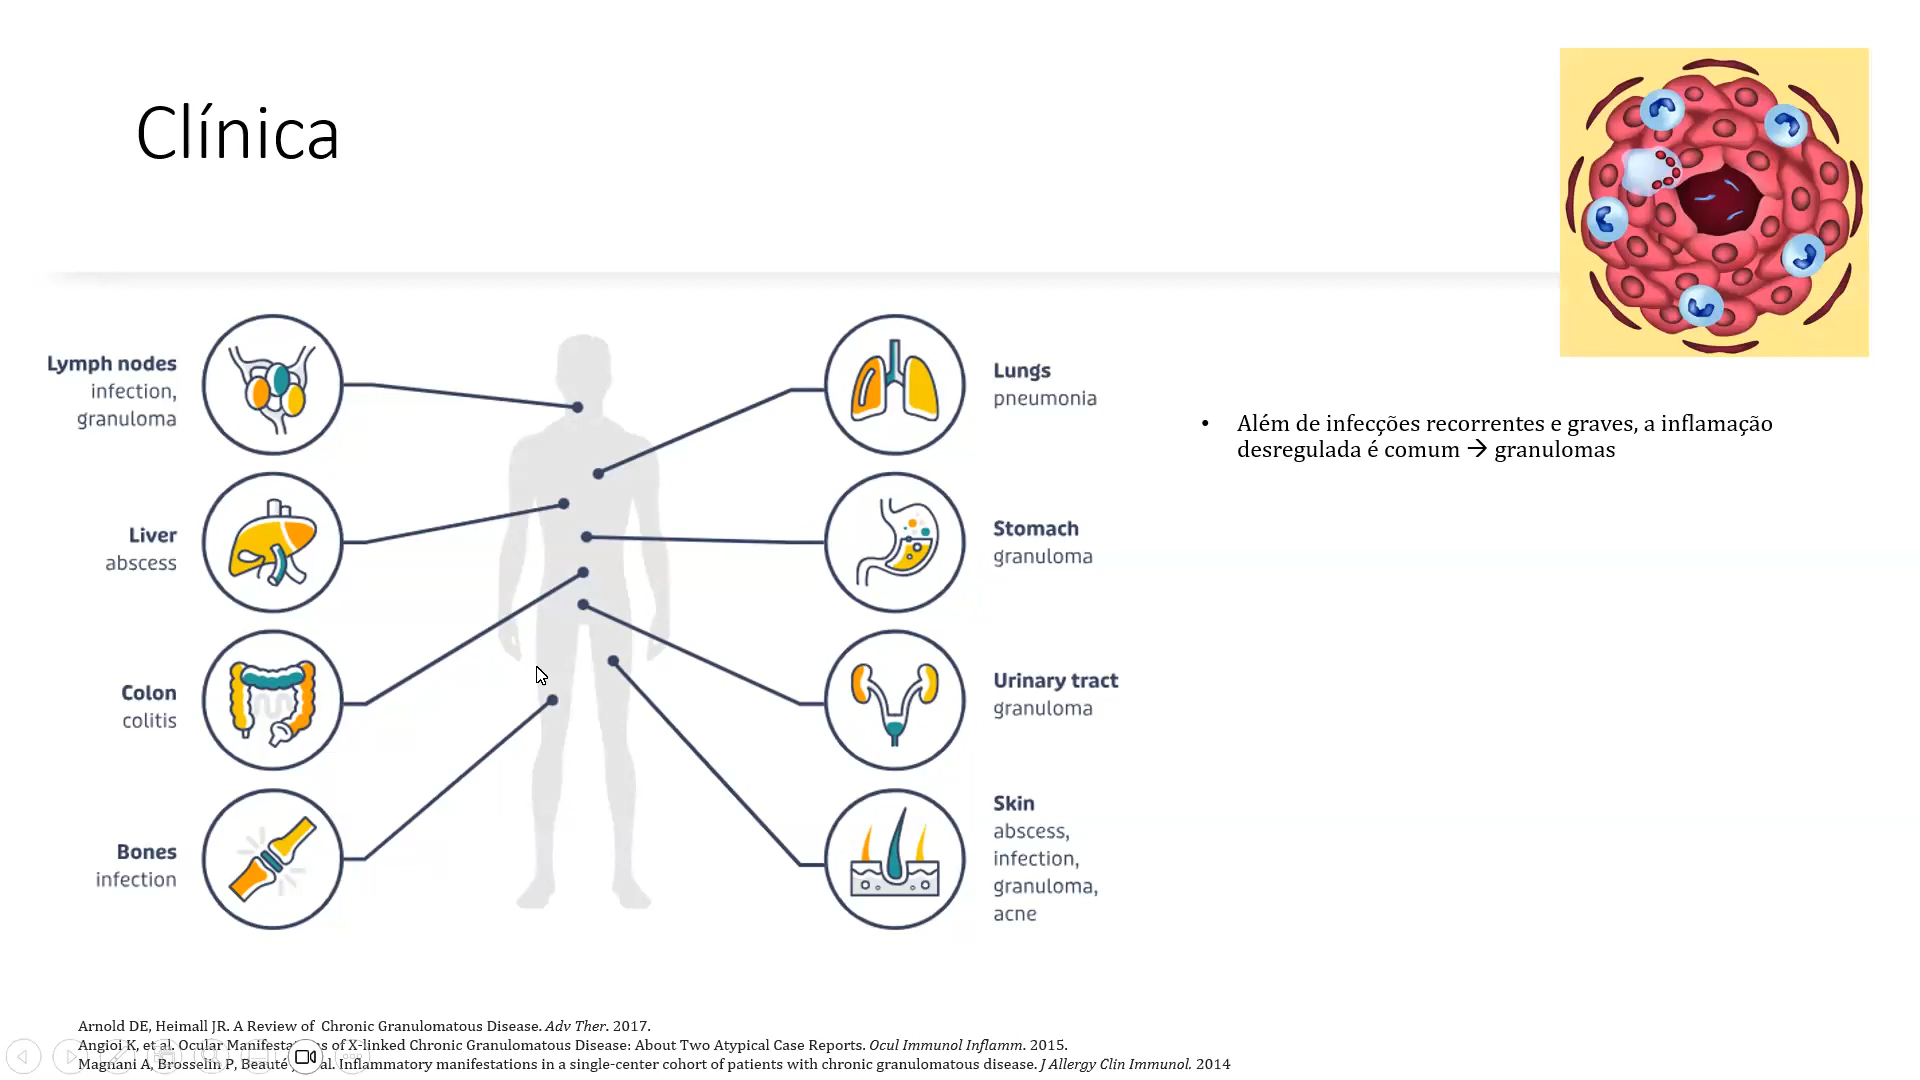 Clínica
Lymph nodes
infection,
granuloma
Liver
abscess
Colon
colitis
Bones
infection
Lungs
pneumonia
Stomach
granuloma
Urinary tract
granuloma
Skin
abscess,
infection,
granuloma,
acne
• Além de infecções recorrentes e graves, a inflamação
desregulada é comum → granulomas
Arnold DE, Heimall JR. A Review of Chronic Granulomatous Disease. Adv Ther. 2017.
Angioi K, et al. Ocular Manifestations of X-linked Chronic Granulomatous Disease: About Two Atypical Case Reports. Ocul Immunol Inflamm. 2015.
Magnani A, Brosselin P, Beauté al. Inflammatory manifestations in a single-center cohort of patients with chronic granulomatous disease. J Allergy Clin Immunol. 2014